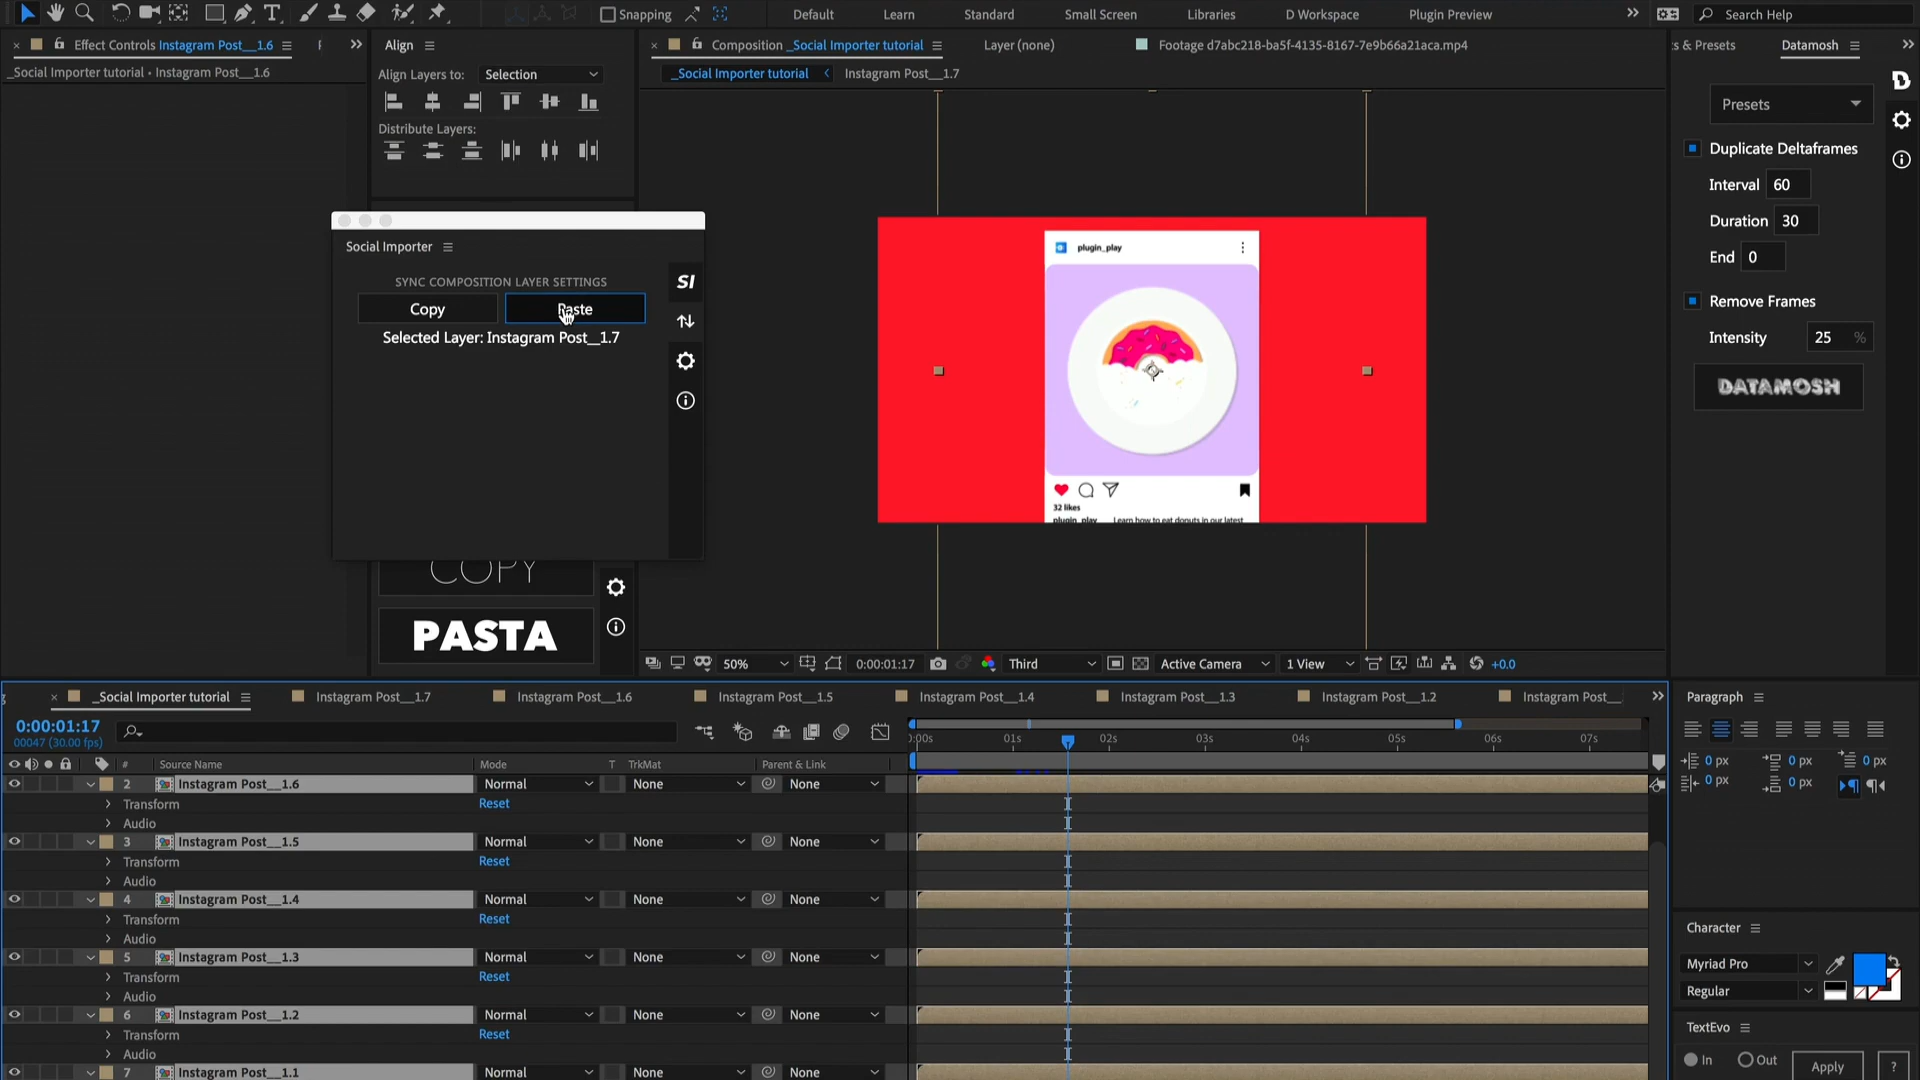 Snapping
Default
Learn
Standard
Small Screen
Libraries
D Workspace
Plugin Preview
Search Help
Effect Controls Instagram Post__1.6
_Social Importer tutorial • Instagram Post__1.6
Align
Align Layers to:
Selection
Distribute Layers:
Composition _Social Importer tutorial
Layer (none)
Footage d7abc218-ba5f-4135-8167-7e9b66a21aca.mp4
_Social Importer tutorial
Instagram Post__1.7
s & Presets
Datamosh
Presets
Duplicate Deltaframes
Interval 60
Duration 30
End 0
Remove Frames
Intensity 25 %
DATAMOSH
Social Importer
SYNC COMPOSITION LAYER SETTINGS
Copy
Paste
Selected Layer: Instagram Post__1.7
SI
COPY
PASTA
plugin_play
32 likes
plugin_play Learn how to eat donuts in our latest
50%
0:00:01:17
Third
Active Camera
1 View
+0.0
_Social Importer tutorial
Instagram Post__1.7
Instagram Post__1.6
Instagram Post__1.5
Instagram Post__1.4
Instagram Post__1.3
Instagram Post__1.2
Instagram Post__
0:00:01:17
00047 (30.00 fps)
:00s 01s 02s 03s 04s 05s 06s 07s
# Source Name Mode T TrkMat Parent & Link
2 Instagram Post__1.6 Normal None None
Transform Reset
Audio
3 Instagram Post__1.5 Normal None None
Transform Reset
Audio
4 Instagram Post__1.4 Normal None None
Transform Reset
Audio
5 Instagram Post__1.3 Normal None None
Transform Reset
Audio
6 Instagram Post__1.2 Normal None None
Transform Reset
Audio
7 Instagram Post__1.1 Normal None None
Paragraph
0 px 0 px 0 px
0 px 0 px
Character
Myriad Pro
Regular
TextEvo
In Out Apply ?